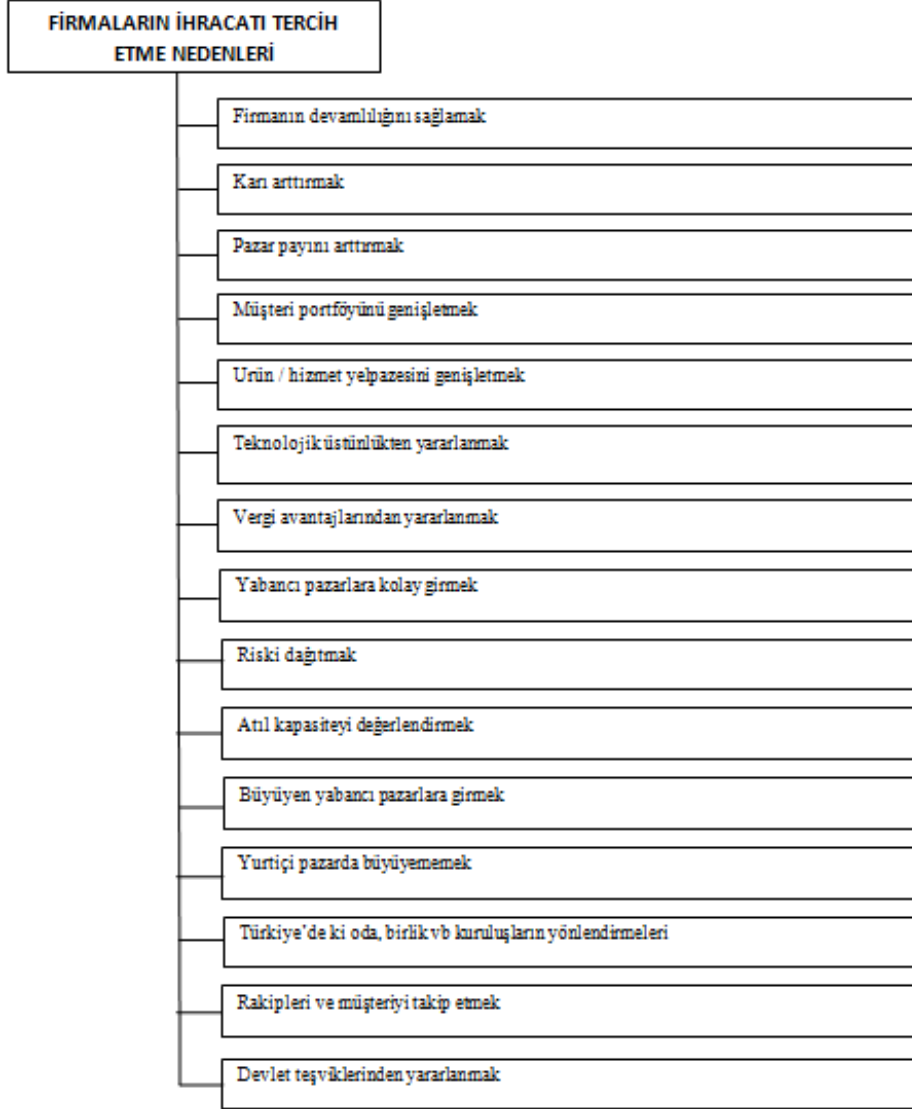 FİRMALARIN İHRACATI TERCİH
ETME NEDENLERİ
Firmanın devamlılığını sağlamak
Karı arttırmak
Pazar payını arttırmak
Müşteri portföyünü genişletmek
Urün / hizmet yelpazesini genişletmek
Teknolojik üstünlükten yararlanmak
Vergi avantajlarından yararlanmak
Yabancı pazarlara kolay girmek
Riski dağıtmak
Atıl kapasiteyi değerlendirmek
Büyüyen yabancı pazarlara girmek
Yurtiçi pazarda büyüyememek
Türkiye’de ki oda, birlik vb kuruluşların yönlendirmeleri
Rakipleri ve müşteriyi takip etmek
Devlet teşviklerinden yararlanmak